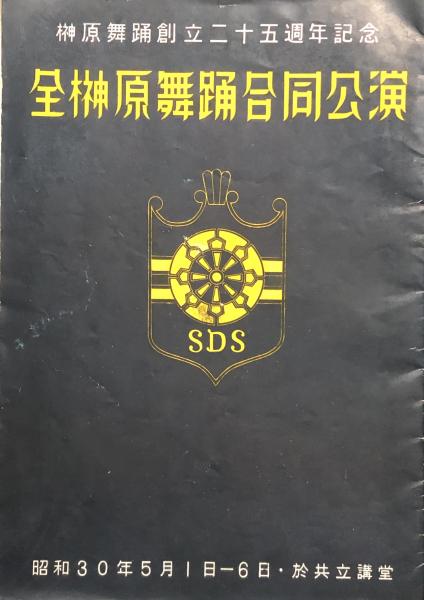 榊原舞踊創立二十五週年記念
全榊原舞踊合同公演
SDS
昭和30年5月1日―6日・於共立講堂